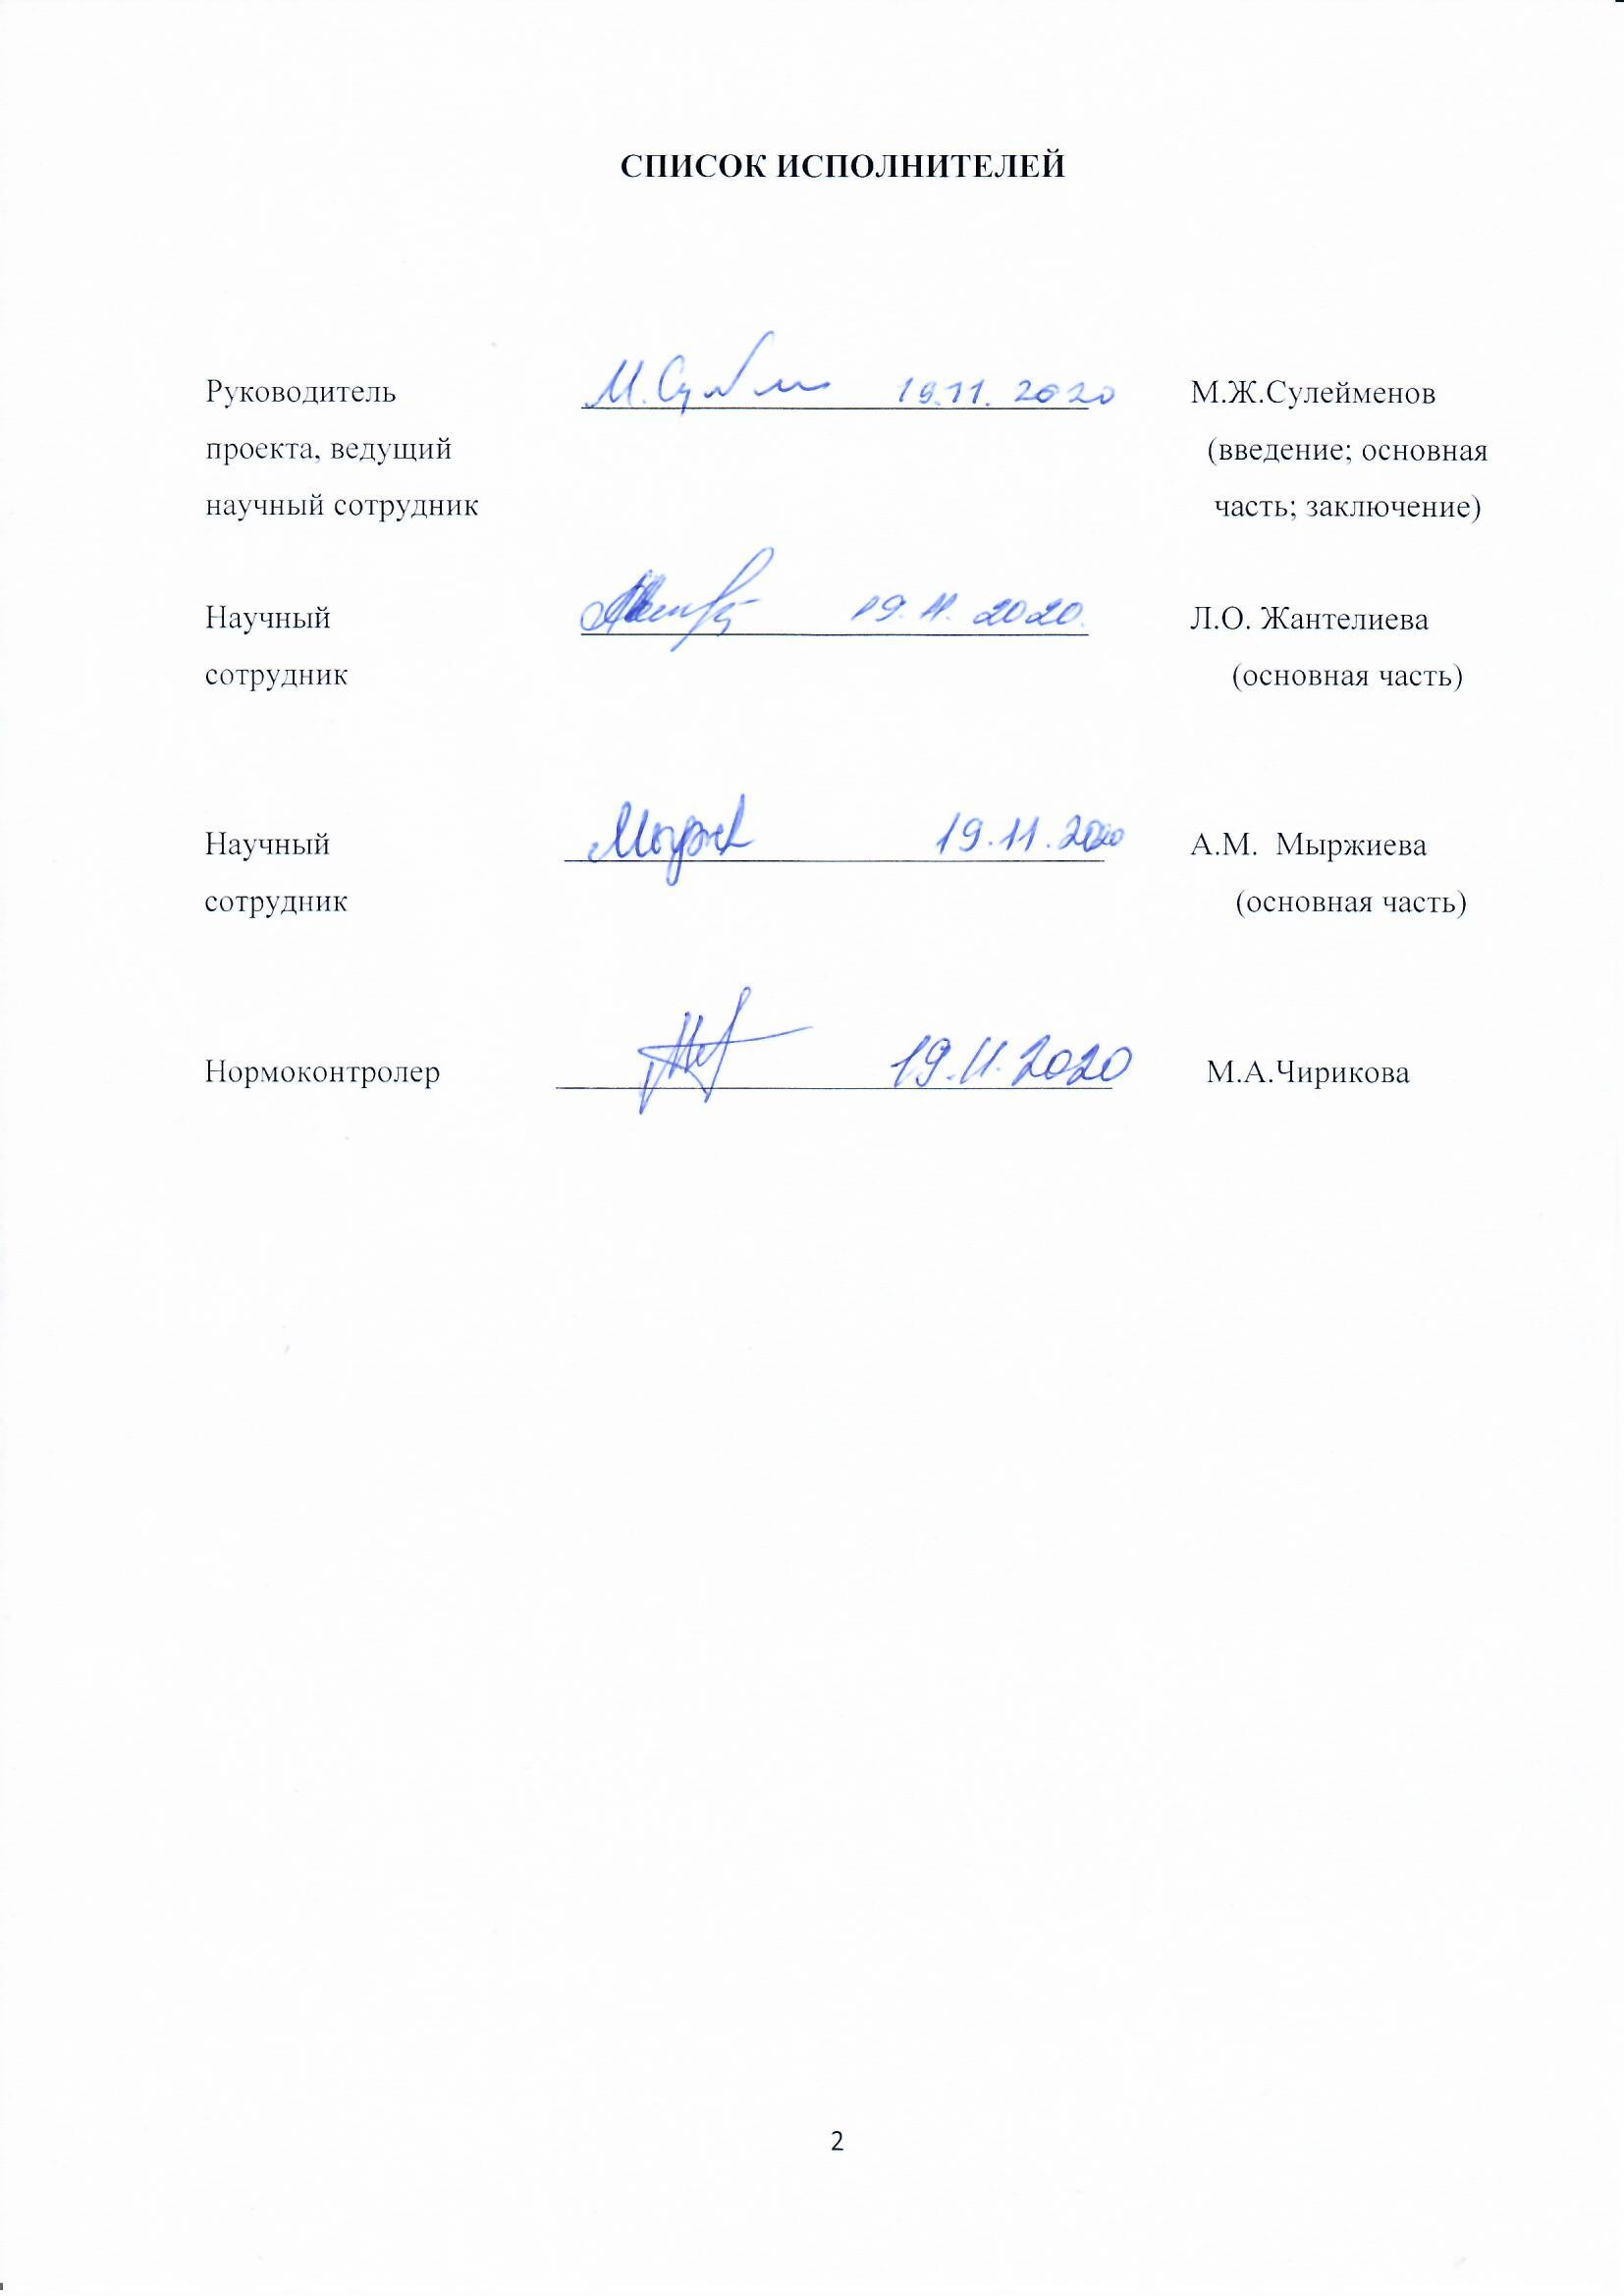 СПИСОК ИСПОЛНИТЕЛЕЙ
Руководитель 19.11.2020 М.Ж.Сулейменов
проекта, ведущий (введение; основная
научный сотрудник часть; заключение)
Научный 19.11.2020. Л.О. Жантелиева
сотрудник (основная часть)
Научный 19.11.2020 А.М. Мыржиева
сотрудник (основная часть)
Нормоконтролер 19.11.2020 М.А.Чирикова
2